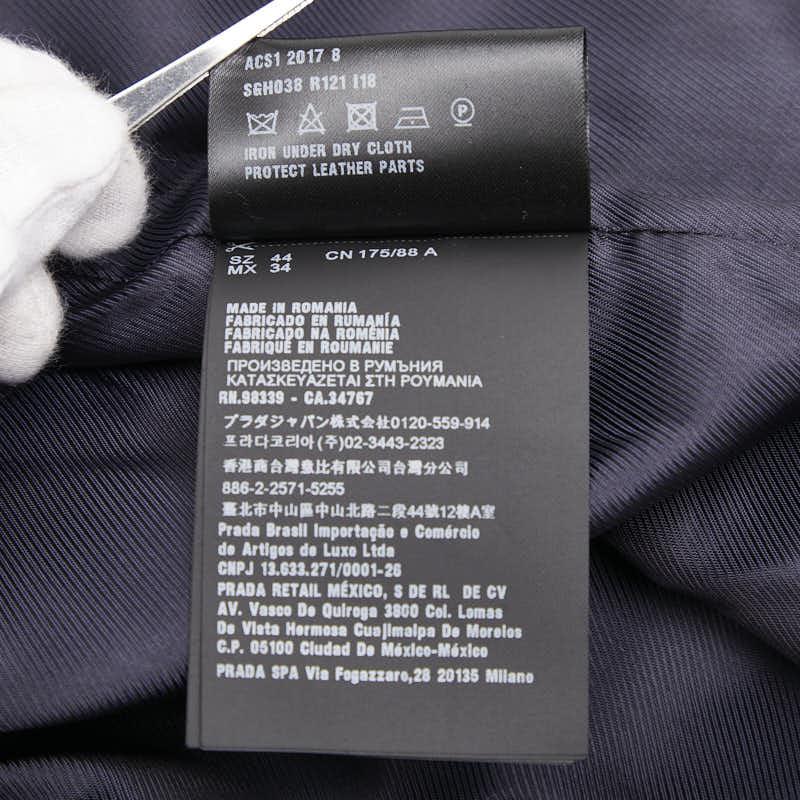 ACS1 2017 8
SGH038 R121 I18
P
IRON UNDER DRY CLOTH
PROTECT LEATHER PARTS
SZ 44 CN 175/88 A
MX 34
MADE IN ROMANIA
FABRICADO EN RUMANÍA
FABRICADO NA ROMÉNIA
FABRIQUÉ EN ROUMANIE
ПРОИЗВЕДЕНО В РУМЪНИЯ
ΚΑΤΑΣΚΕΥΑΖΕΤΑΙ ΣΤΗ ΡΟΥΜΑΝΙΑ
RN.98339 - CA.34767
プラダジャパン株式会社0120-559-914
프라다코리아(주)02-3443-2323
香港商台灣意比有限公司台灣分公司
886-2-2571-5255
臺北市中山區中山北路二段44號12樓A室
Prada Brasil Importação e Comércio
de Artigos de Luxo Ltda
CNPJ 13.633.271/0001-26
PRADA RETAIL MÉXICO, S DE RL DE CV
AV. Vasco De Quiroga 3800 Col. Lomas
De Vista Hermosa Cuajimalpa De Morelos
C.P. 05100 Ciudad De México-México
PRADA SPA Via Fogazzaro,28 20135 Milano